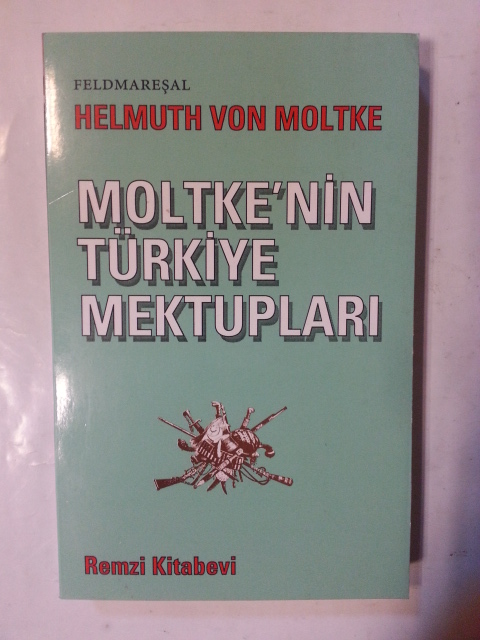 FELDMAREŞAL
HELMUTH VON MOLTKE
MOLTKE'NİN
TÜRKİYE
MEKTUPLARI
Remzi Kitabevi